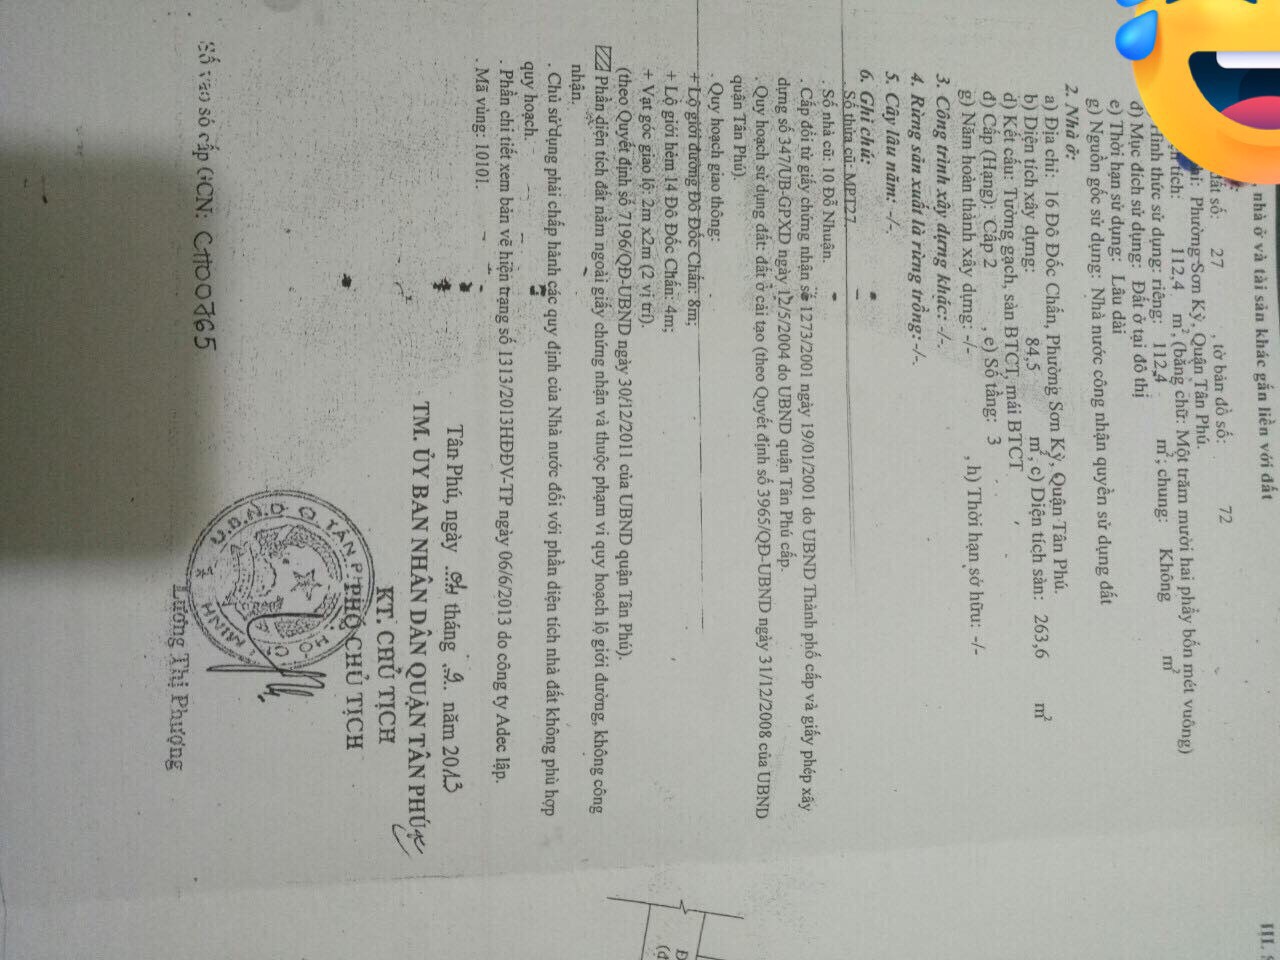 , nhà ở và tài sản khác gắn liền với đất
số: 27 , tờ bản đồ số: 72
Phường Sơn Kỳ, Quận Tân Phú.
tích: 112,4 m², (bằng chữ: Một trăm mười hai phẩy bốn mét vuông)
Hình thức sử dụng: riêng: 112,4 m²; chung: Không m²
đ) Mục đích sử dụng: Đất ở tại đô thị
e) Thời hạn sử dụng: Lâu dài
g) Nguồn gốc sử dụng: Nhà nước công nhận quyền sử dụng đất
2. Nhà ở:
a) Địa chỉ: 16 Đô Đốc Chấn, Phường Sơn Kỳ, Quận Tân Phú.
b) Diện tích xây dựng: 84,5 m²; c) Diện tích sàn: 263,6 m²
d) Kết cấu: Tường gạch, sàn BTCT, mái BTCT
đ) Cấp (Hạng): Cấp 2 , e) Số tầng: 3
g) Năm hoàn thành xây dựng: -/- , h) Thời hạn sở hữu: -/-
3. Công trình xây dựng khác: -/-.
4. Rừng sản xuất là rừng trồng: -/-.
5. Cây lâu năm: -/-.
6. Ghi chú:
Số thửa cũ: MPT27.
. Số nhà cũ: 10 Đỗ Nhuận.
. Cấp đổi từ giấy chứng nhận số 1273/2001 ngày 19/01/2001 do UBND Thành phố cấp và giấy phép xây
dựng số 347/UB-GPXD ngày 12/5/2004 do UBND quận Tân Phú cấp.
. Quy hoạch sử dụng đất: đất ở cải tạo (theo Quyết định số 3965/QĐ-UBND ngày 31/12/2008 của UBND
quận Tân Phú).
. Quy hoạch giao thông:
+ Lộ giới đường Đô Đốc Chấn: 8m;
+ Lộ giới hẻm 14 Đô Đốc Chấn: 4m;
+ Vạt góc giao lộ: 2m x2m (2 vị trí).
(theo Quyết định số 7196/QĐ-UBND ngày 30/12/2011 của UBND quận Tân Phú).
Phần diện tích đất nằm ngoài giấy chứng nhận và thuộc phạm vi quy hoạch lộ giới đường, không công
nhận.
. Chủ sử dụng phải chấp hành các quy định của Nhà nước đối với phần diện tích nhà đất không phù hợp
quy hoạch.
. Phần chi tiết xem bản vẽ hiện trạng số 1313/2013HĐĐV-TP ngày 06/6/2013 do công ty Adec lập.
. Mã vùng: 10101.
Tân Phú, ngày tháng 9 năm 2013
TM. ỦY BAN NHÂN DÂN QUẬN TÂN PHÚ
KT. CHỦ TỊCH
PHÓ CHỦ TỊCH
U.B.N.D Q. TÂN PHÚ
Lương Thị Phượng
Số vào sổ cấp GCN: CH00765
III.